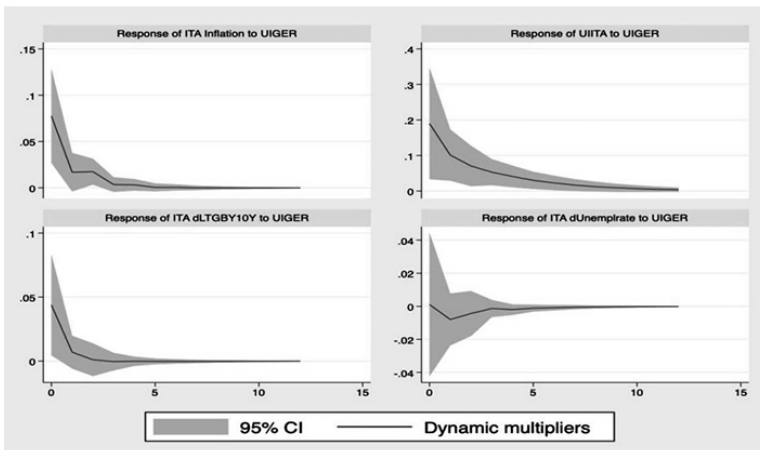 Response of ITA Inflation to UIGER
.15
.1
.05
0
Response of UIITA to UIGER
.4
.3
.2
.1
0
Response of ITA dLTGBY10Y to UIGER
.1
.05
0
0 5 10 15
Response of ITA dUnemplrate to UIGER
.04
.02
0
-.02
-.04
0 5 10 15
95% CI Dynamic multipliers